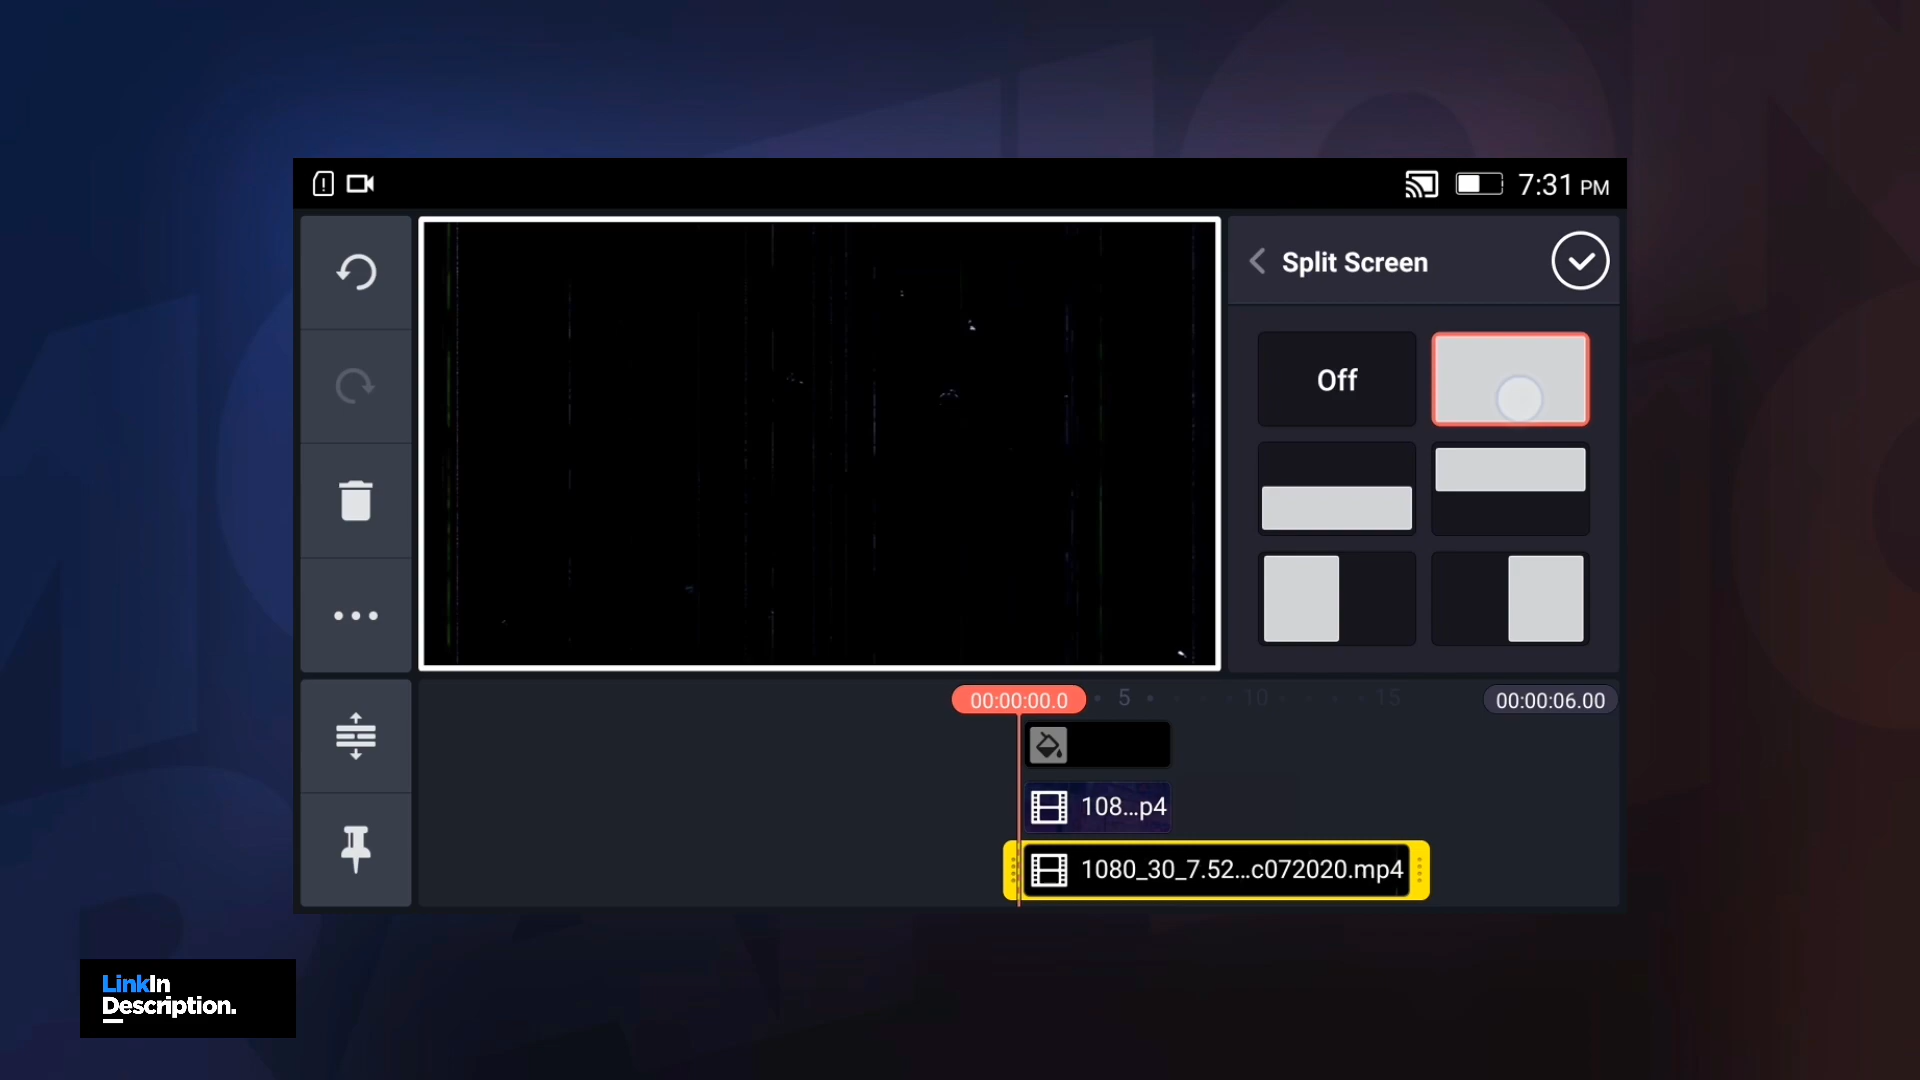 7:31 PM
Split Screen
Off
00:00:00.0
5
10
15
00:00:06.00
108...p4
1080_30_7.52...c072020.mp4
LinkIn
Description.